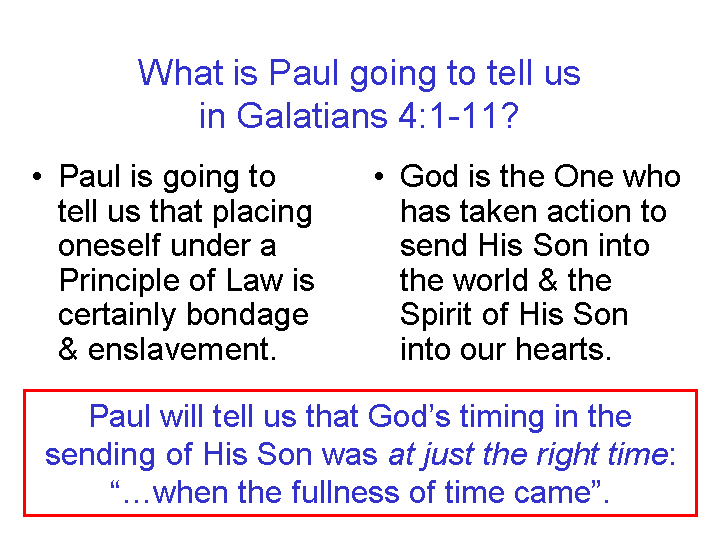 What is Paul going to tell us
in Galatians 4:1-11?
• Paul is going to
tell us that placing
oneself under a
Principle of Law is
certainly bondage
& enslavement.
• God is the One who
has taken action to
send His Son into
the world & the
Spirit of His Son
into our hearts.
Paul will tell us that God’s timing in the
sending of His Son was at just the right time:
“…when the fullness of time came”.